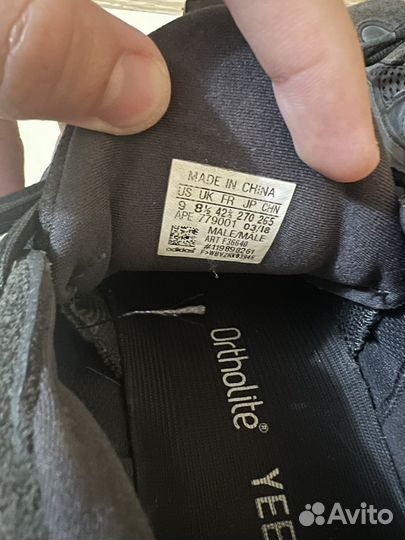 MADE IN CHINA
US UK FR JP CHN
9 8½ 42⅔ 270 265
APE 779001 03/18
MALE/MALE
ART F36640
adidas
Ortholite®
YEE
Avito